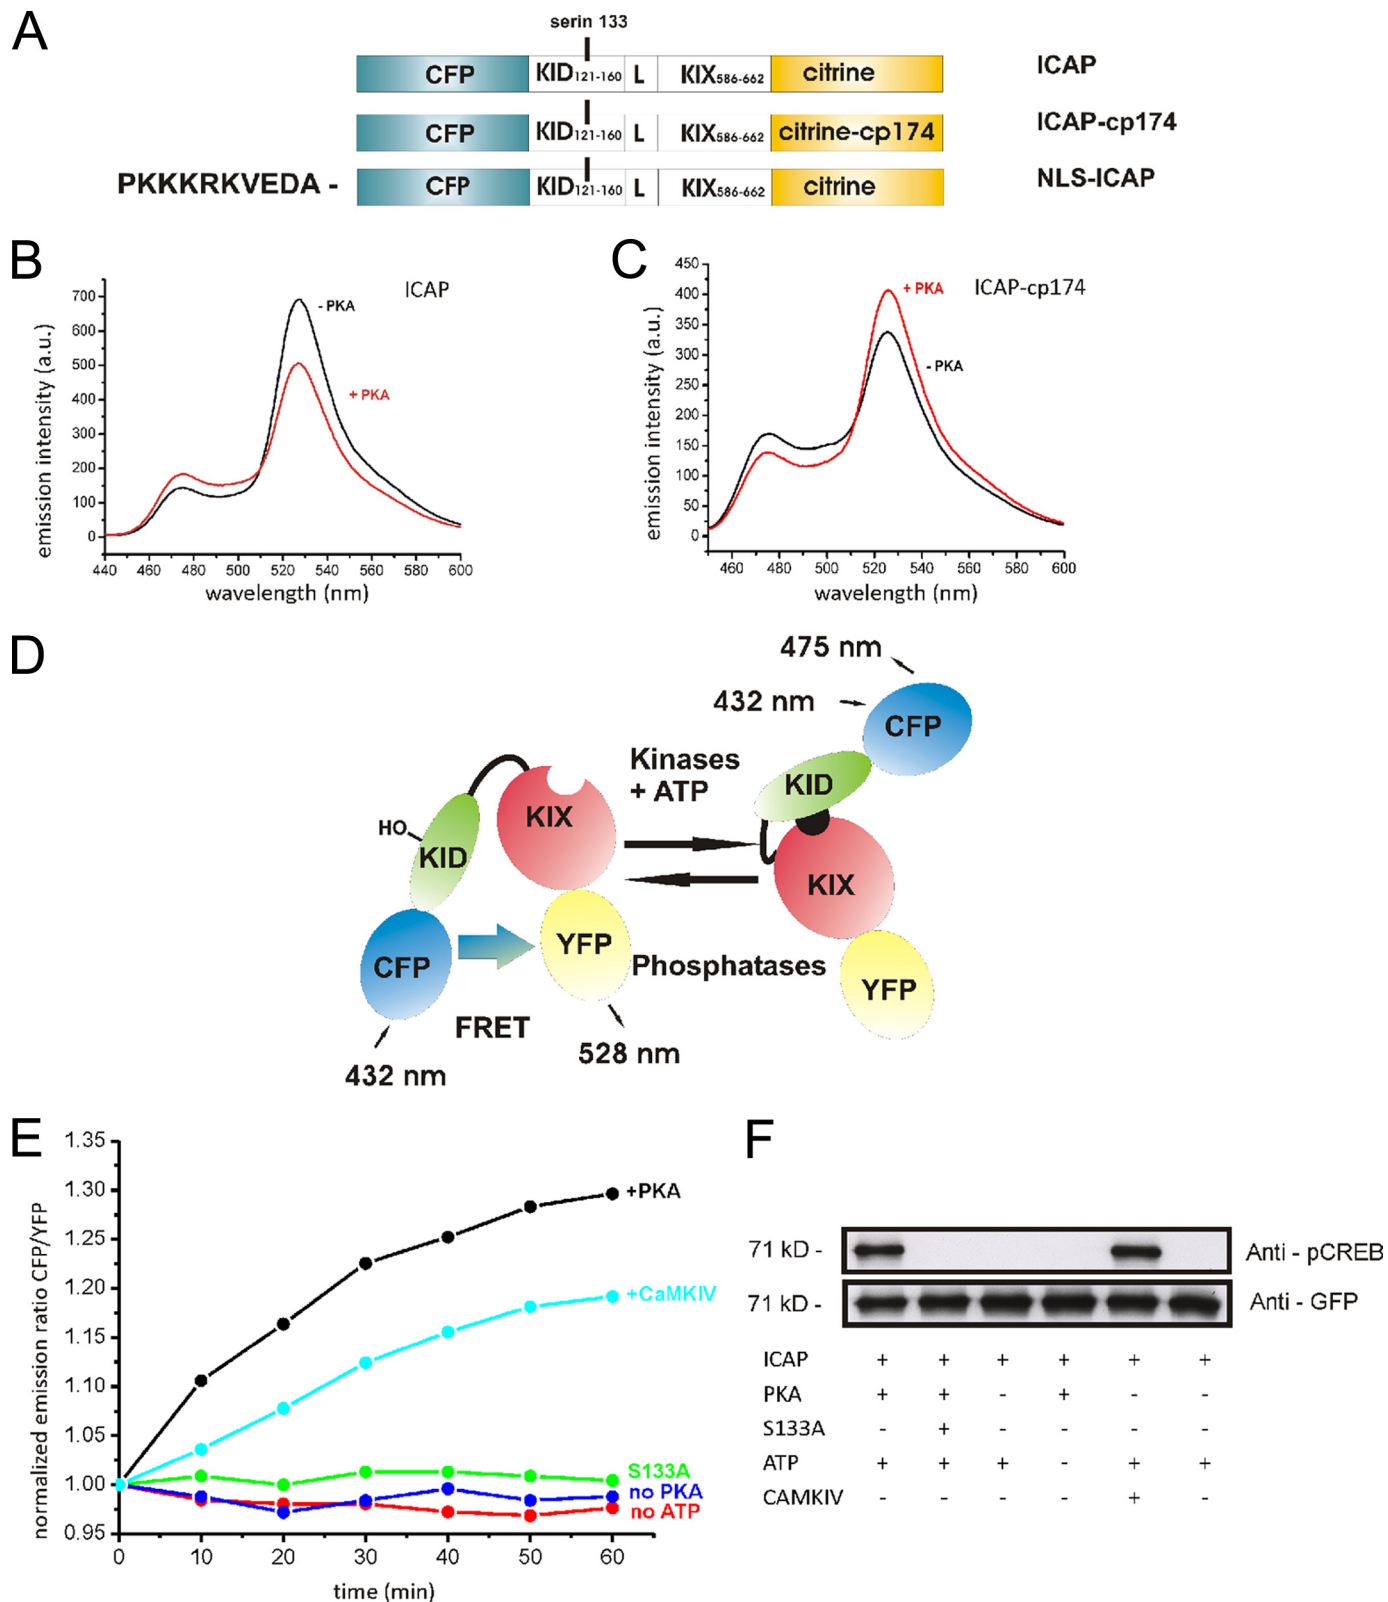 A
serin 133
CFP KID121-160 L KIX586-662 citrine ICAP
CFP KID121-160 L KIX586-662 citrine-cp174 ICAP-cp174
PKKKRKVEDA - CFP KID121-160 L KIX586-662 citrine NLS-ICAP
B
ICAP
- PKA
+ PKA
700
600
500
400
300
200
100
0
emission intensity (a.u.)
440 460 480 500 520 540 560 580 600
wavelength (nm)
C
ICAP-cp174
+ PKA
- PKA
450
400
350
300
250
200
150
100
50
0
emission intensity (a.u.)
460 480 500 520 540 560 580 600
wavelength (nm)
D
475 nm
432 nm
CFP
Kinases
+ ATP
KID
KIX
HO
KID
KIX
CFP
YFP
Phosphatases
YFP
FRET
528 nm
432 nm
E
1.35
1.30
1.25
1.20
1.15
1.10
1.05
1.00
0.95
normalized emission ratio CFP/YFP
+PKA
+CaMKIV
S133A
no PKA
no ATP
0 10 20 30 40 50 60
time (min)
F
71 kD - Anti - pCREB
71 kD - Anti - GFP
ICAP + + + + + +
PKA + + - + - -
S133A - + - - - -
ATP + + + - + +
CAMKIV - - - - + -